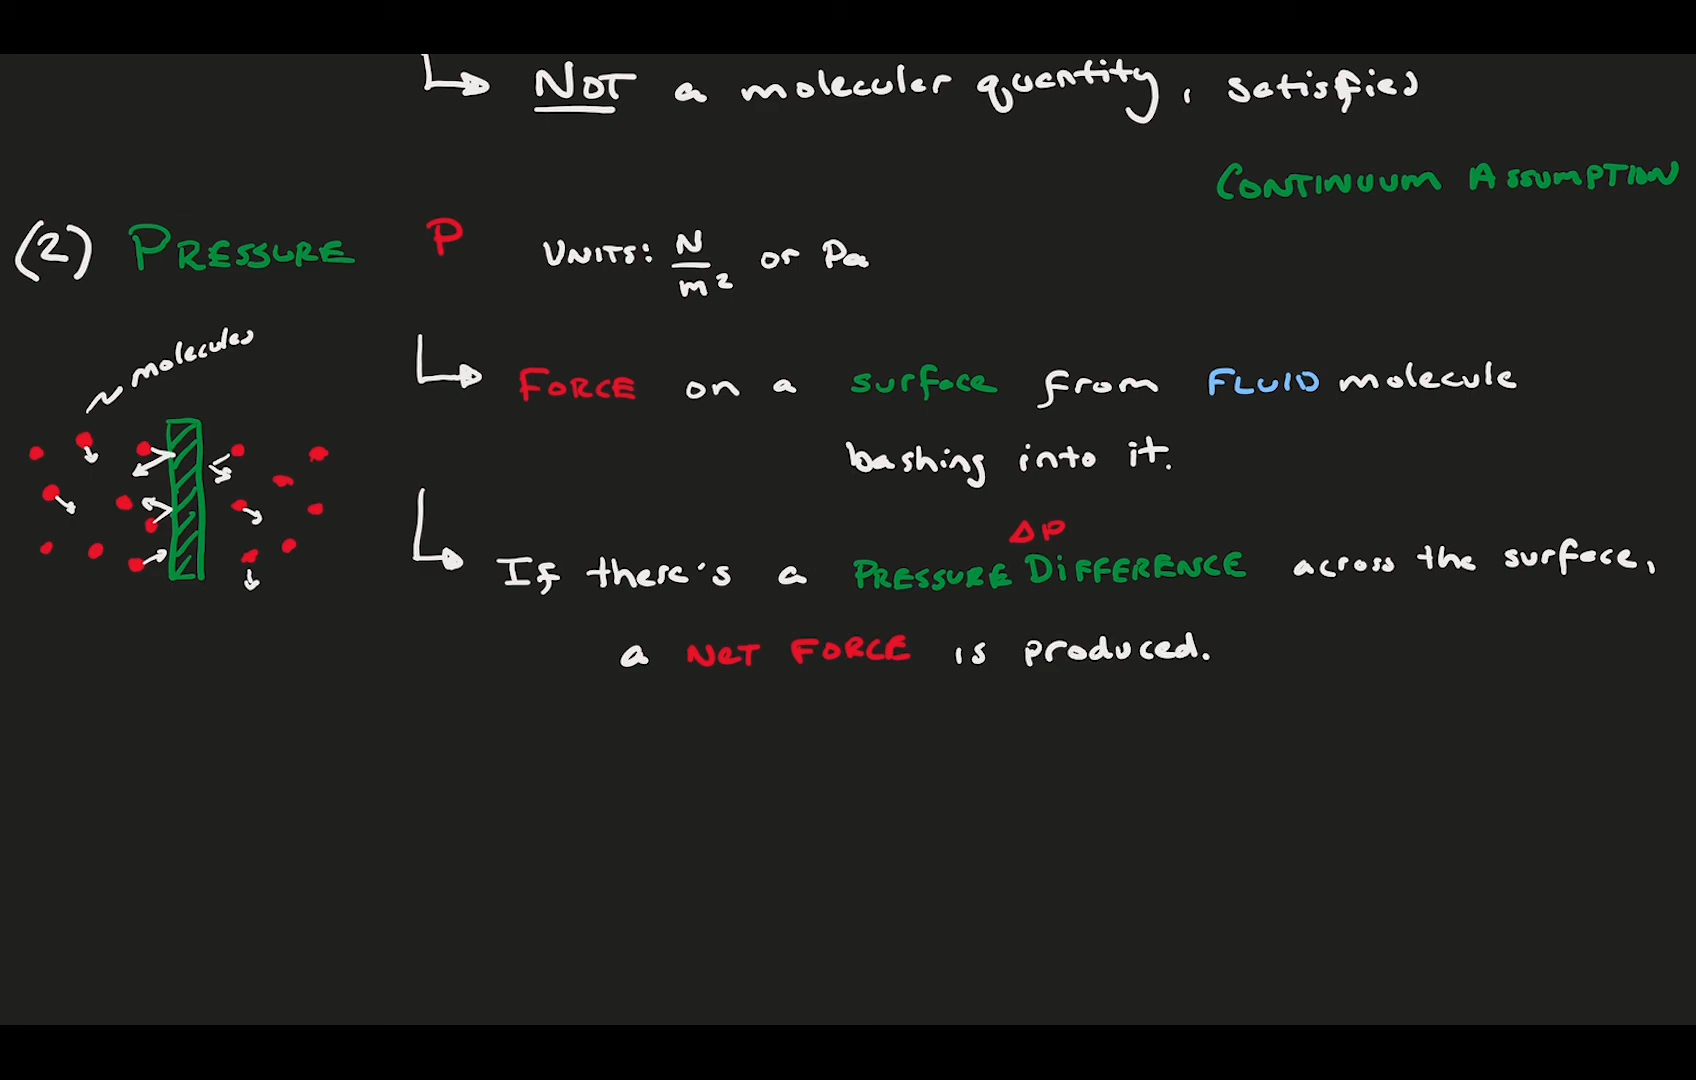 NOT a molecular quantity, satisfied
CONTINUUM ASSUMPTION
(2) PRESSURE P UNITS: N/m² or Pa
molecules
FORCE on a surface from FLUID molecule
bashing into it.
ΔP
If there's a PRESSURE DIFFERENCE across the surface,
a NET FORCE is produced.